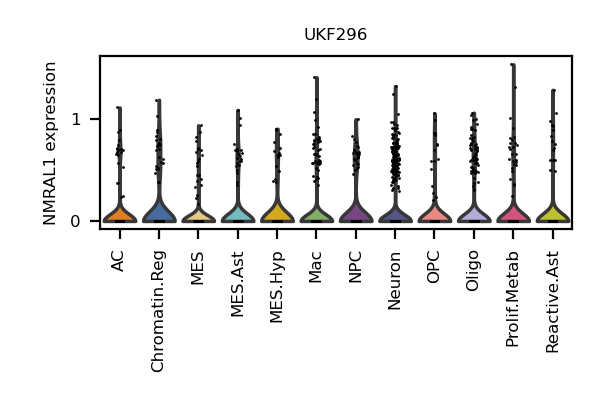 UKF296
NMRAL1 expression
1
0
AC
Chromatin.Reg
MES
MES.Ast
MES.Hyp
Mac
NPC
Neuron
OPC
Oligo
Prolif.Metab
Reactive.Ast